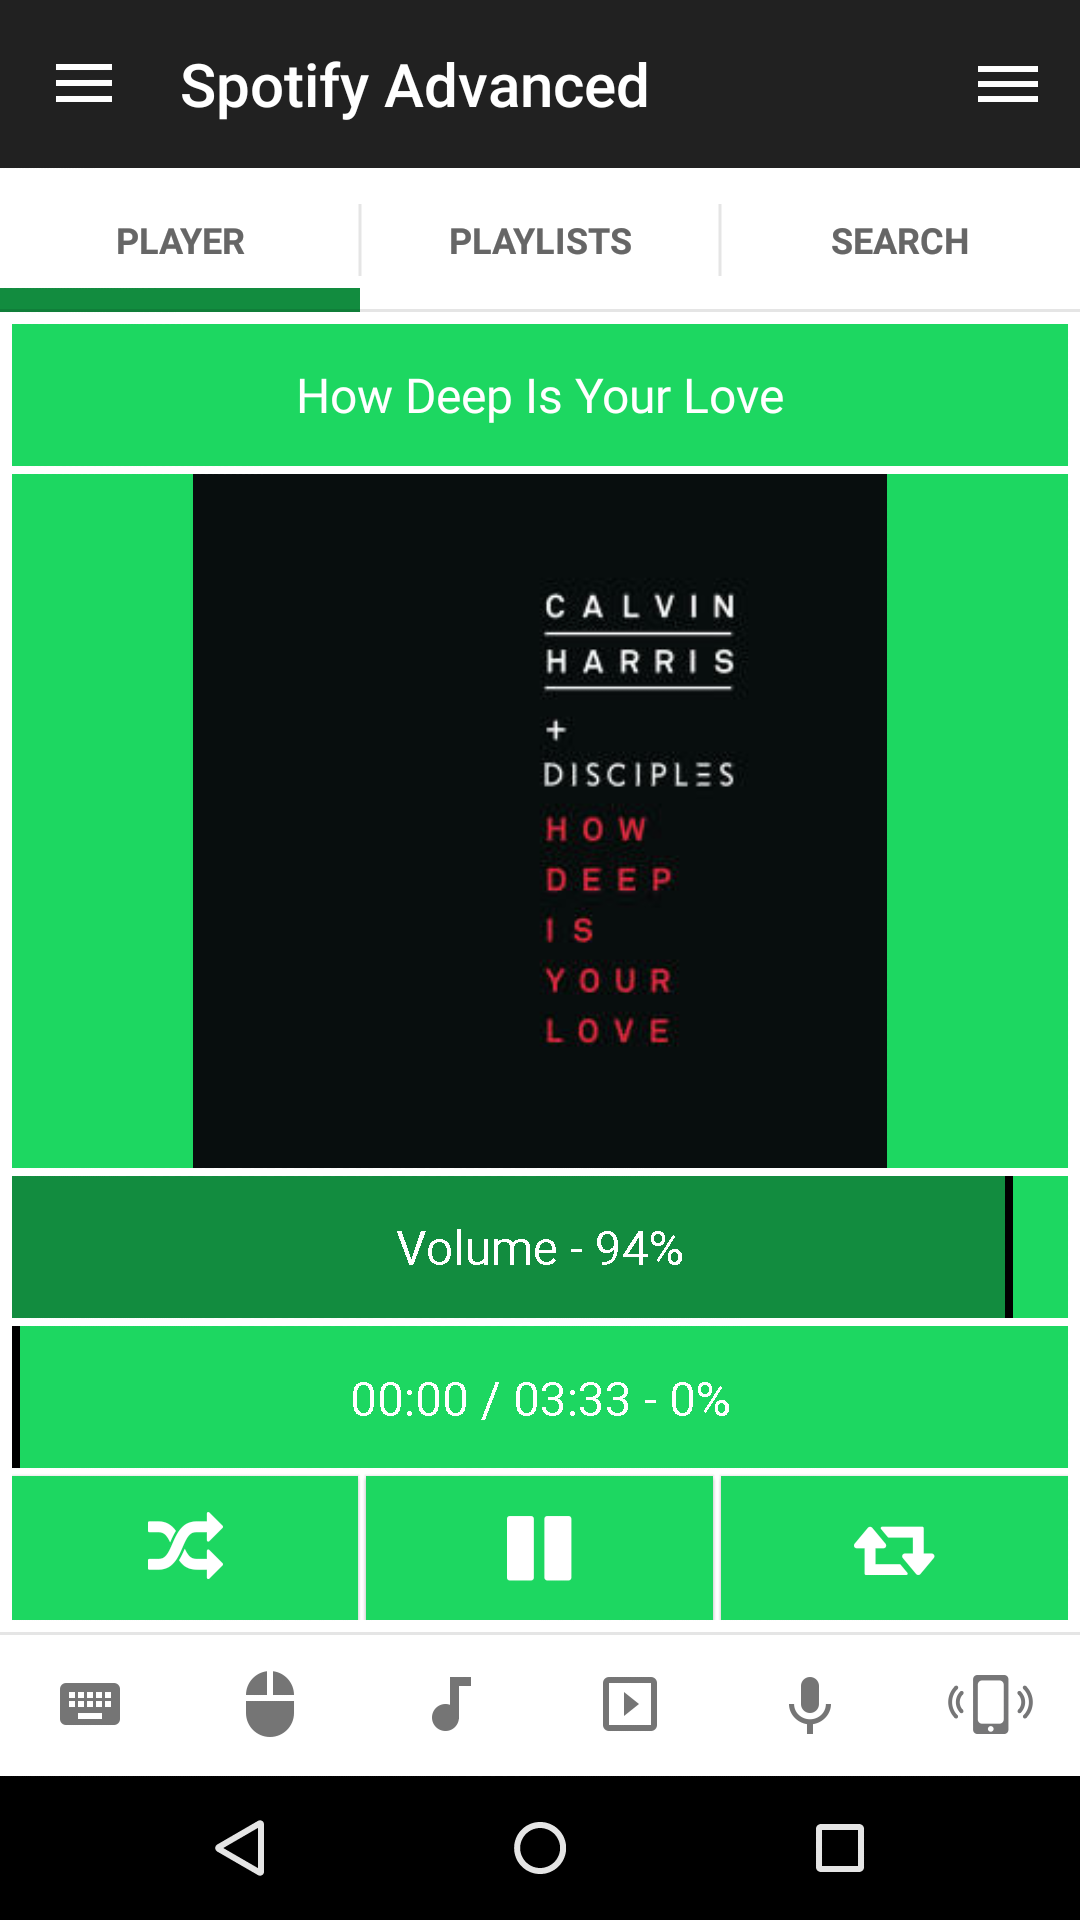 Spotify Advanced
PLAYER
PLAYLISTS
SEARCH
How Deep Is Your Love
CALVIN
HARRIS
+
DISCIPLES
HOW
DEEP
IS
YOUR
LOVE
Volume - 94%
00:00 / 03:33 - 0%